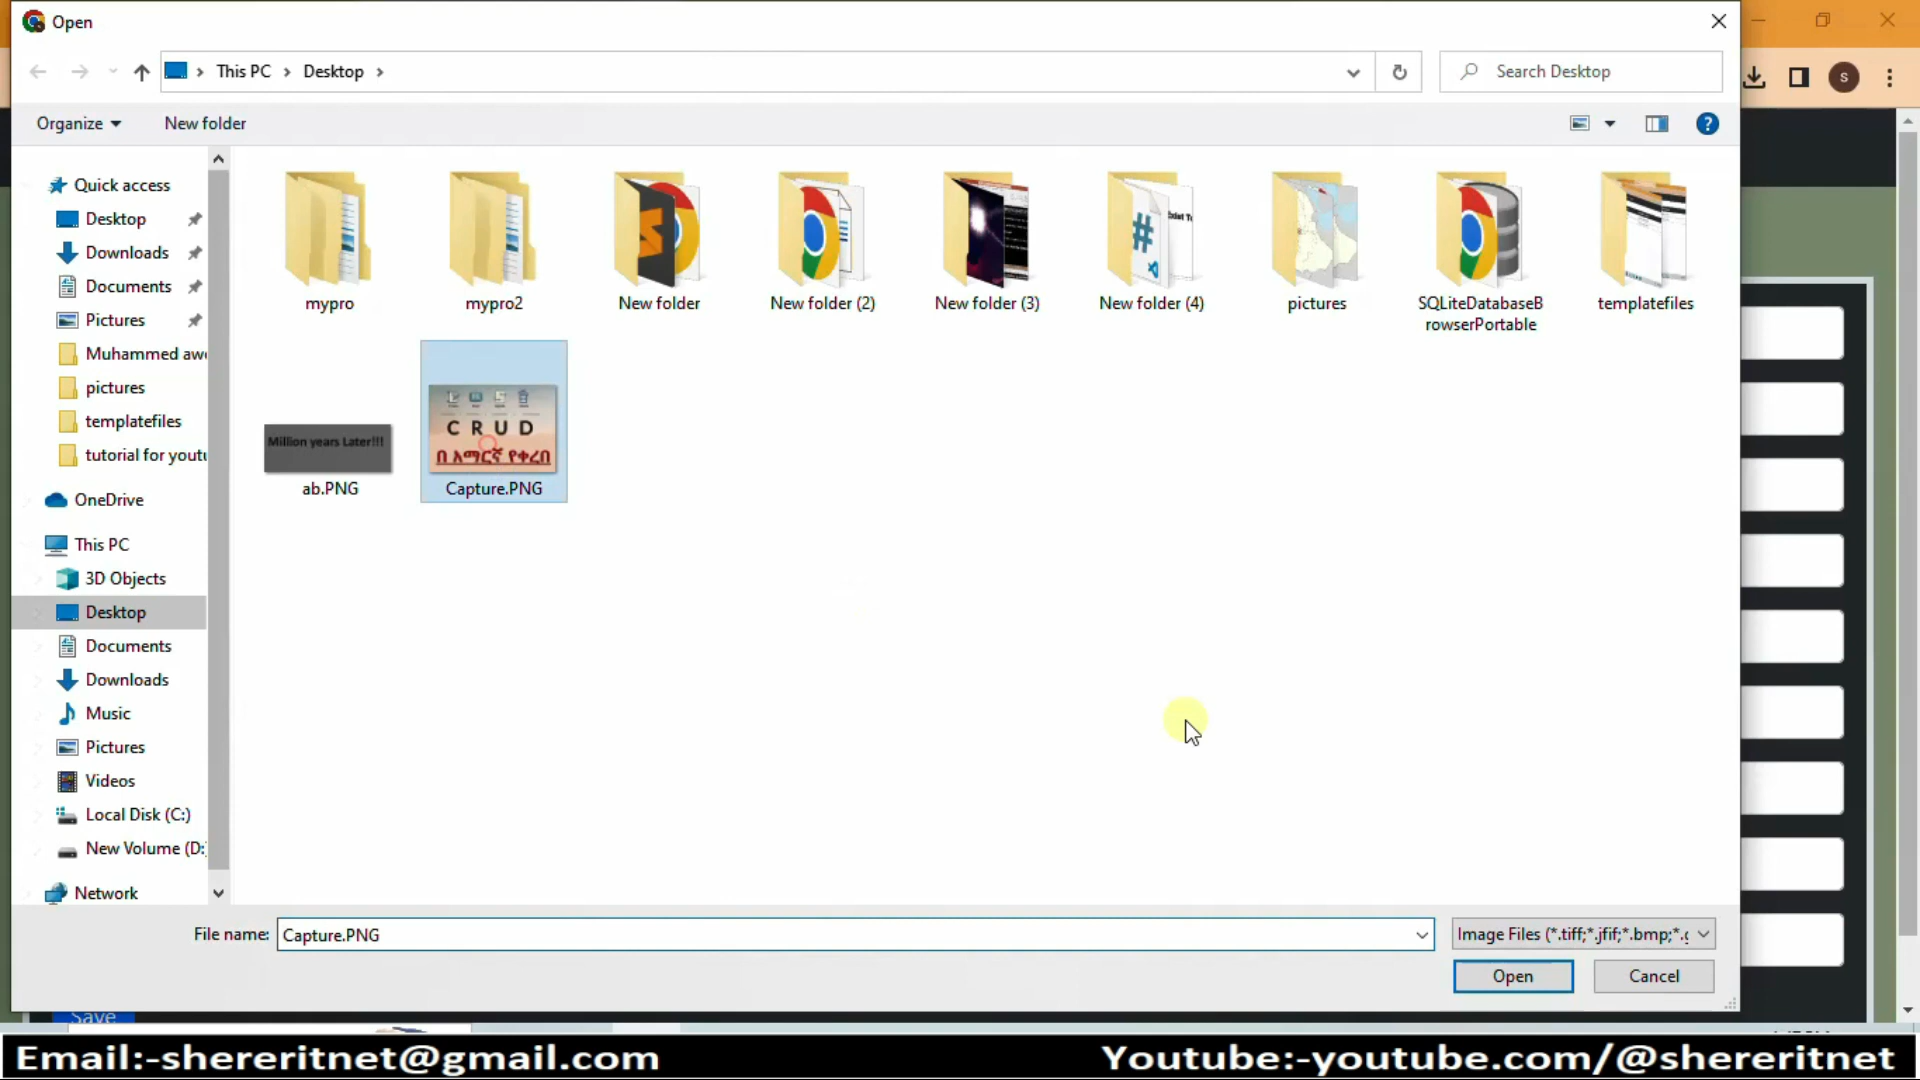 Open
This PC
Desktop
Search Desktop
Organize
New folder
Quick access
Desktop
Downloads
Documents
Pictures
Muhammed aw
pictures
templatefiles
tutorial for yout
OneDrive
This PC
3D Objects
Desktop
Documents
Downloads
Music
Pictures
Videos
Local Disk (C:)
New Volume (D:
Network
mypro
mypro2
New folder
New folder (2)
New folder (3)
New folder (4)
pictures
SQLiteDatabaseB
rowserPortable
templatefiles
Million years Later!!!
ab.PNG
C R U D
በ አማርኛ የቀረበ
Capture.PNG
File name:
Capture.PNG
Image Files (*.tiff;*.jfif;*.bmp;*.g
Open
Cancel
S
Save
Email:-shereritnet@gmail.com
Youtube:-youtube.com/@shereritnet